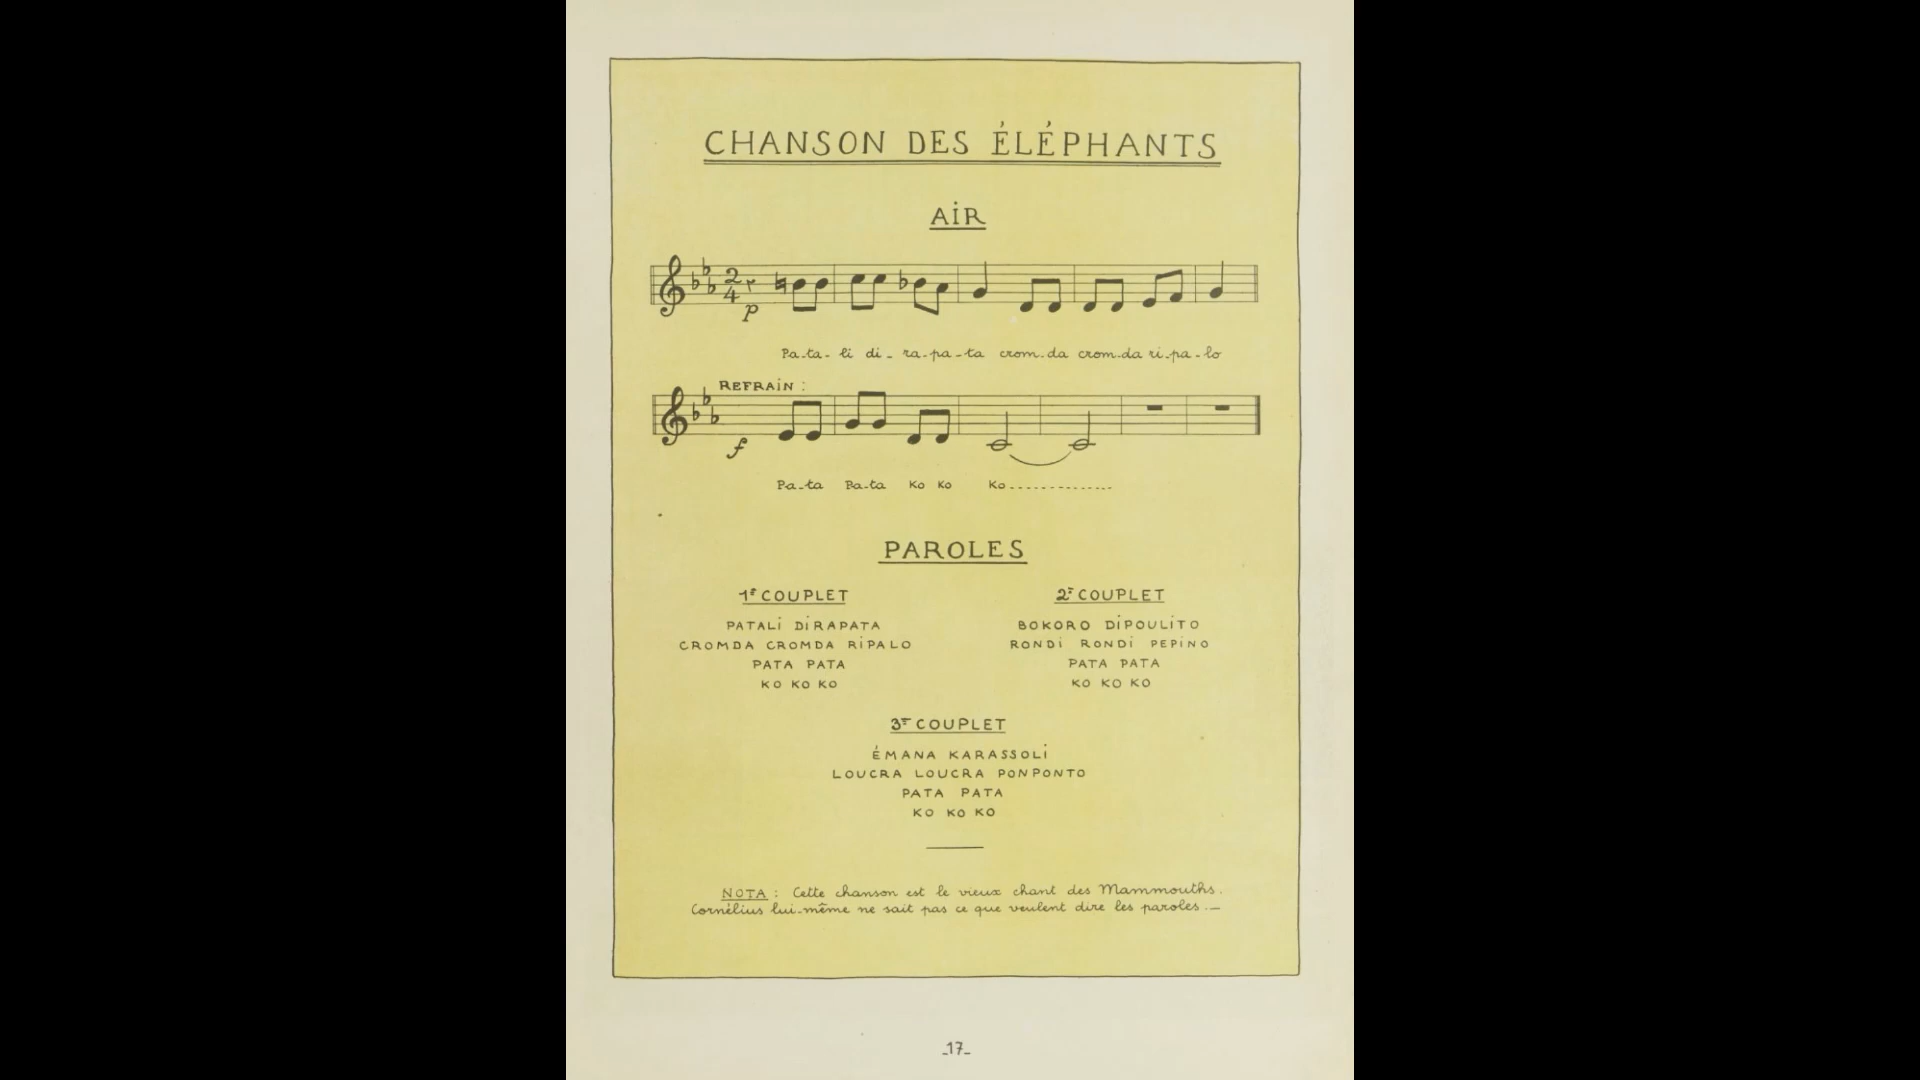 CHANSON DES ÉLÉPHANTS
AIR
2
4
p
Pa-ta- li di- ra-pa-ta crom-da crom-da ri-pa-lo
REFRAIN :
f
Pa-ta Pa-ta Ko Ko Ko--------------
PAROLES
1er COUPLET
PATALI DIRAPATA
CROMDA CROMDA RIPALO
PATA PATA
KO KO KO
2e COUPLET
BOKORO DIPOULITO
RONDI RONDI PEPINO
PATA PATA
KO KO KO
3e COUPLET
ÉMANA KARASSOLI
LOUCRA LOUCRA PONPONTO
PATA PATA
KO KO KO
NOTA : Cette chanson est le vieux chant des Mammouths.
Cornélius lui-même ne sait pas ce que veulent dire les paroles.—
-17-